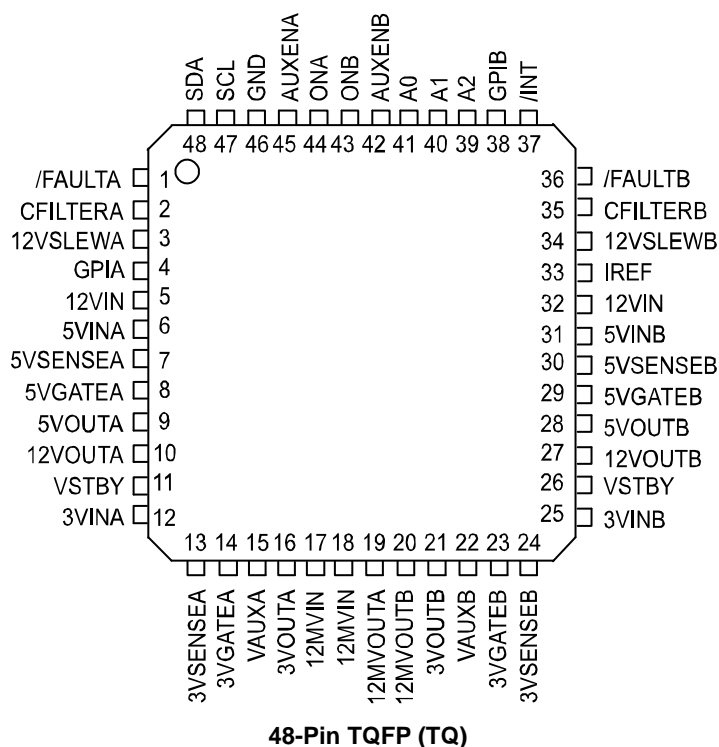 SDA
SCL
GND
AUXENA
ONA
ONB
AUXENB
A0
A1
A2
GPIB
/INT
48 47 46 45 44 43 42 41 40 39 38 37
/FAULTA 1
CFILTERA 2
12VSLEWA 3
GPIA 4
12VIN 5
5VINA 6
5VSENSEA 7
5VGATEA 8
5VOUTA 9
12VOUTA 10
VSTBY 11
3VINA 12
36 /FAULTB
35 CFILTERB
34 12VSLEWB
33 IREF
32 12VIN
31 5VINB
30 5VSENSEB
29 5VGATEB
28 5VOUTB
27 12VOUTB
26 VSTBY
25 3VINB
13 14 15 16 17 18 19 20 21 22 23 24
3VSENSEA
3VGATEA
VAUXA
3VOUTA
12MVIN
12MVIN
12MVOUTA
12MVOUTB
3VOUTB
VAUXB
3VGATEB
3VSENSEB
48-Pin TQFP (TQ)